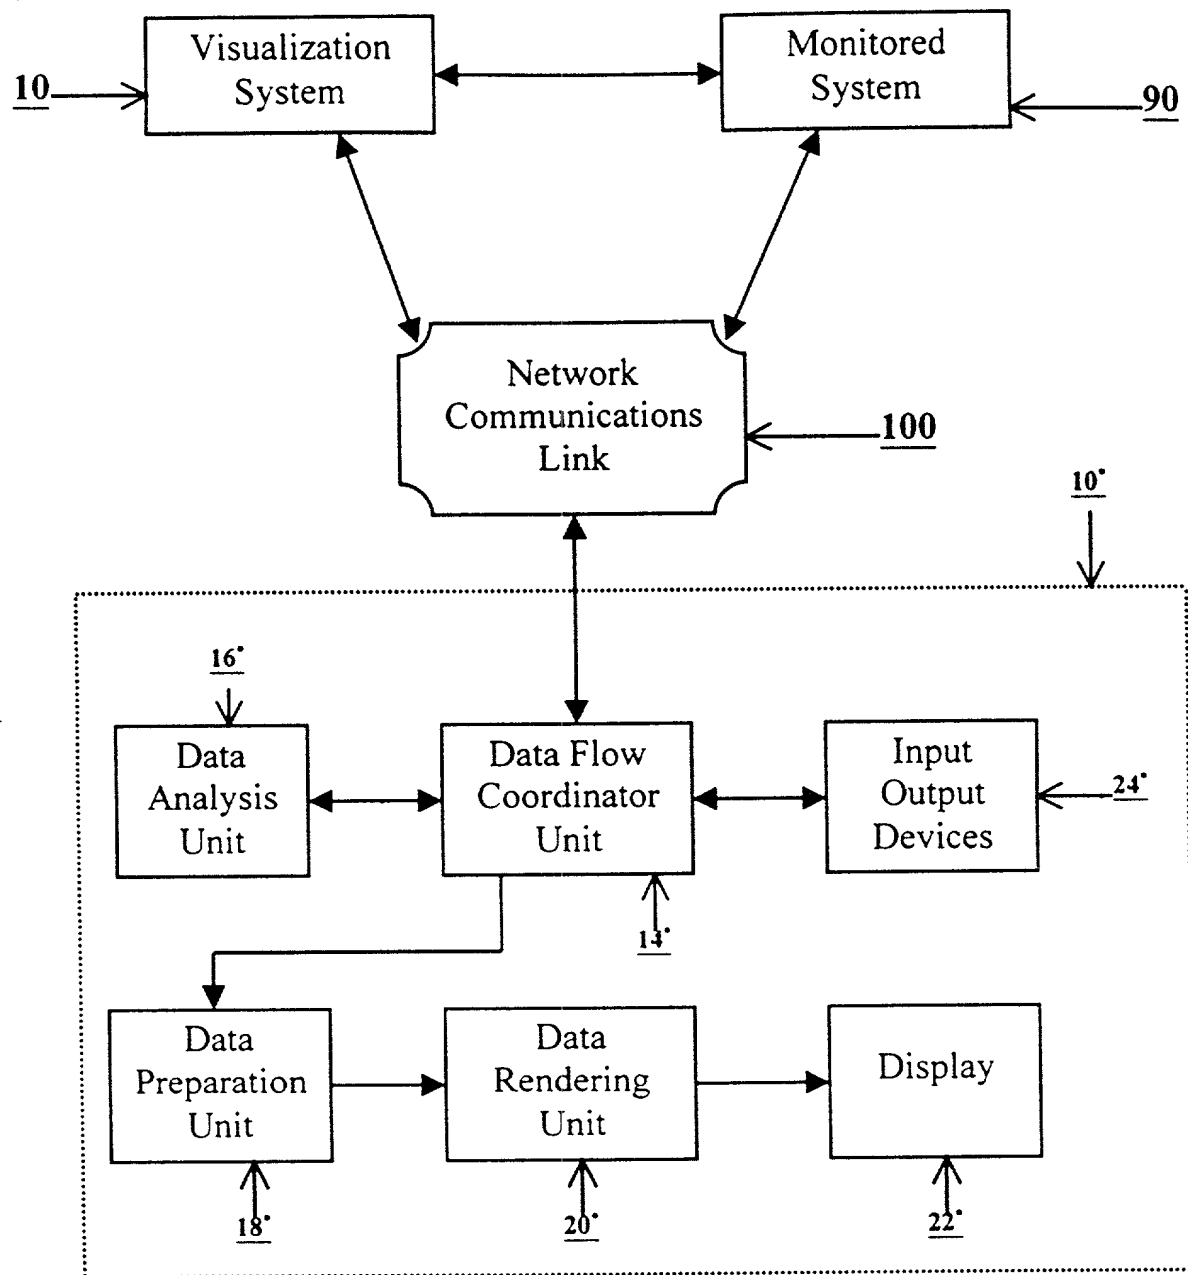 Visualization
System
Monitored
System
10
90
Network
Communications
Link
100
10*
16*
Data
Analysis
Unit
Data Flow
Coordinator
Unit
Input
Output
Devices
24*
14*
Data
Preparation
Unit
Data
Rendering
Unit
Display
18*
20*
22*